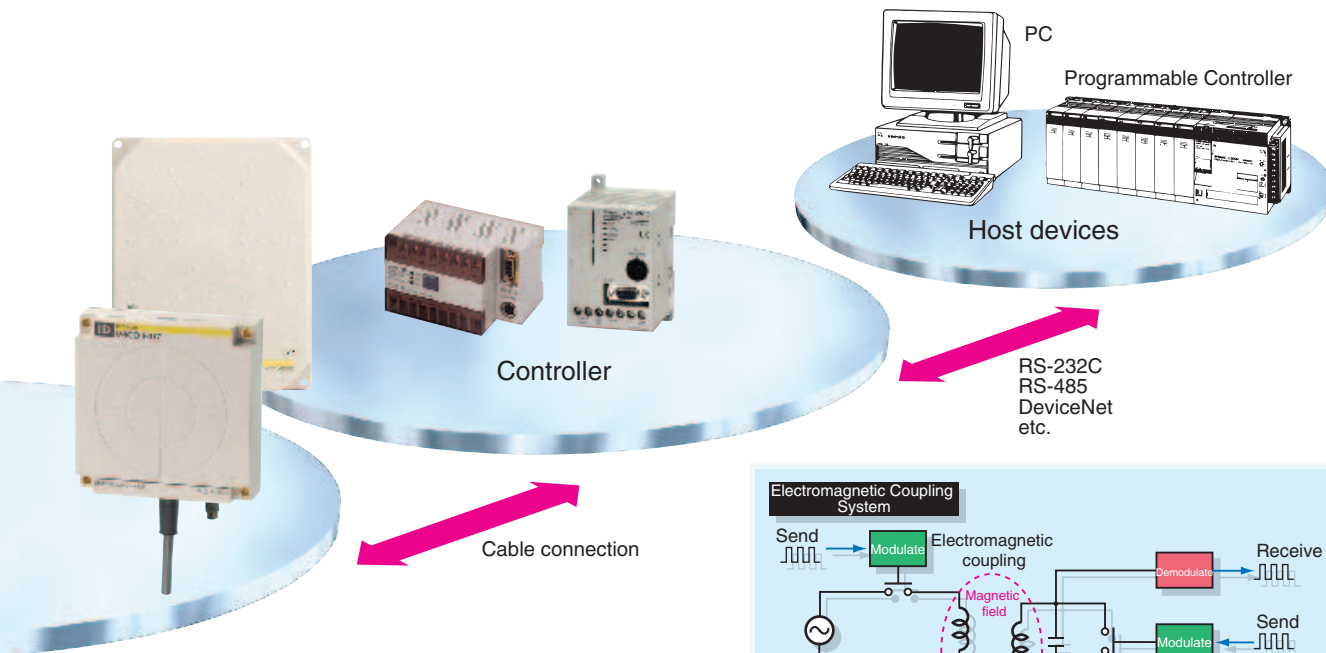 PC
Programmable Controller
Host devices
ID
Controller
RS-232C
RS-485
DeviceNet
etc.
Cable connection
Electromagnetic Coupling
System
Send
Modulate
Electromagnetic
coupling
Magnetic
field
Demodulate
Receive
Modulate
Send